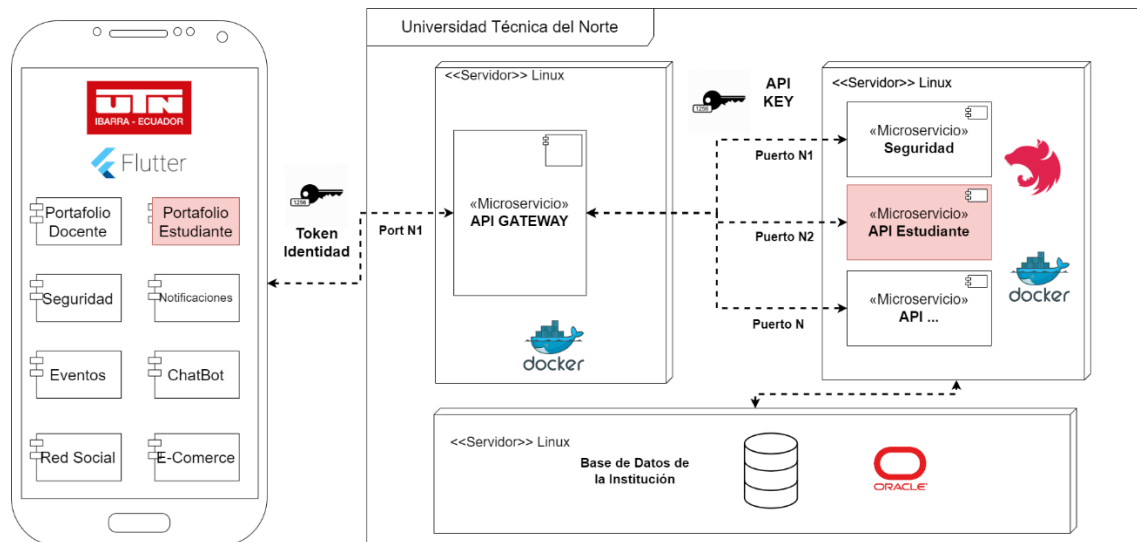 UTN
IBARRA - ECUADOR
Flutter
Portafolio
Docente
Portafolio
Estudiante
Seguridad
Notificaciones
Eventos
ChatBot
Red Social
E-Comerce
1256
Token
Identidad
Universidad Técnica del Norte
<<Servidor>> Linux
Port N1
«Microservicio»
API GATEWAY
docker
1256
API
KEY
Puerto N1
Puerto N2
Puerto N
<<Servidor>> Linux
«Microservicio»
Seguridad
«Microservicio»
API Estudiante
«Microservicio»
API ...
docker
<<Servidor>> Linux
Base de Datos de
la Institución
ORACLE